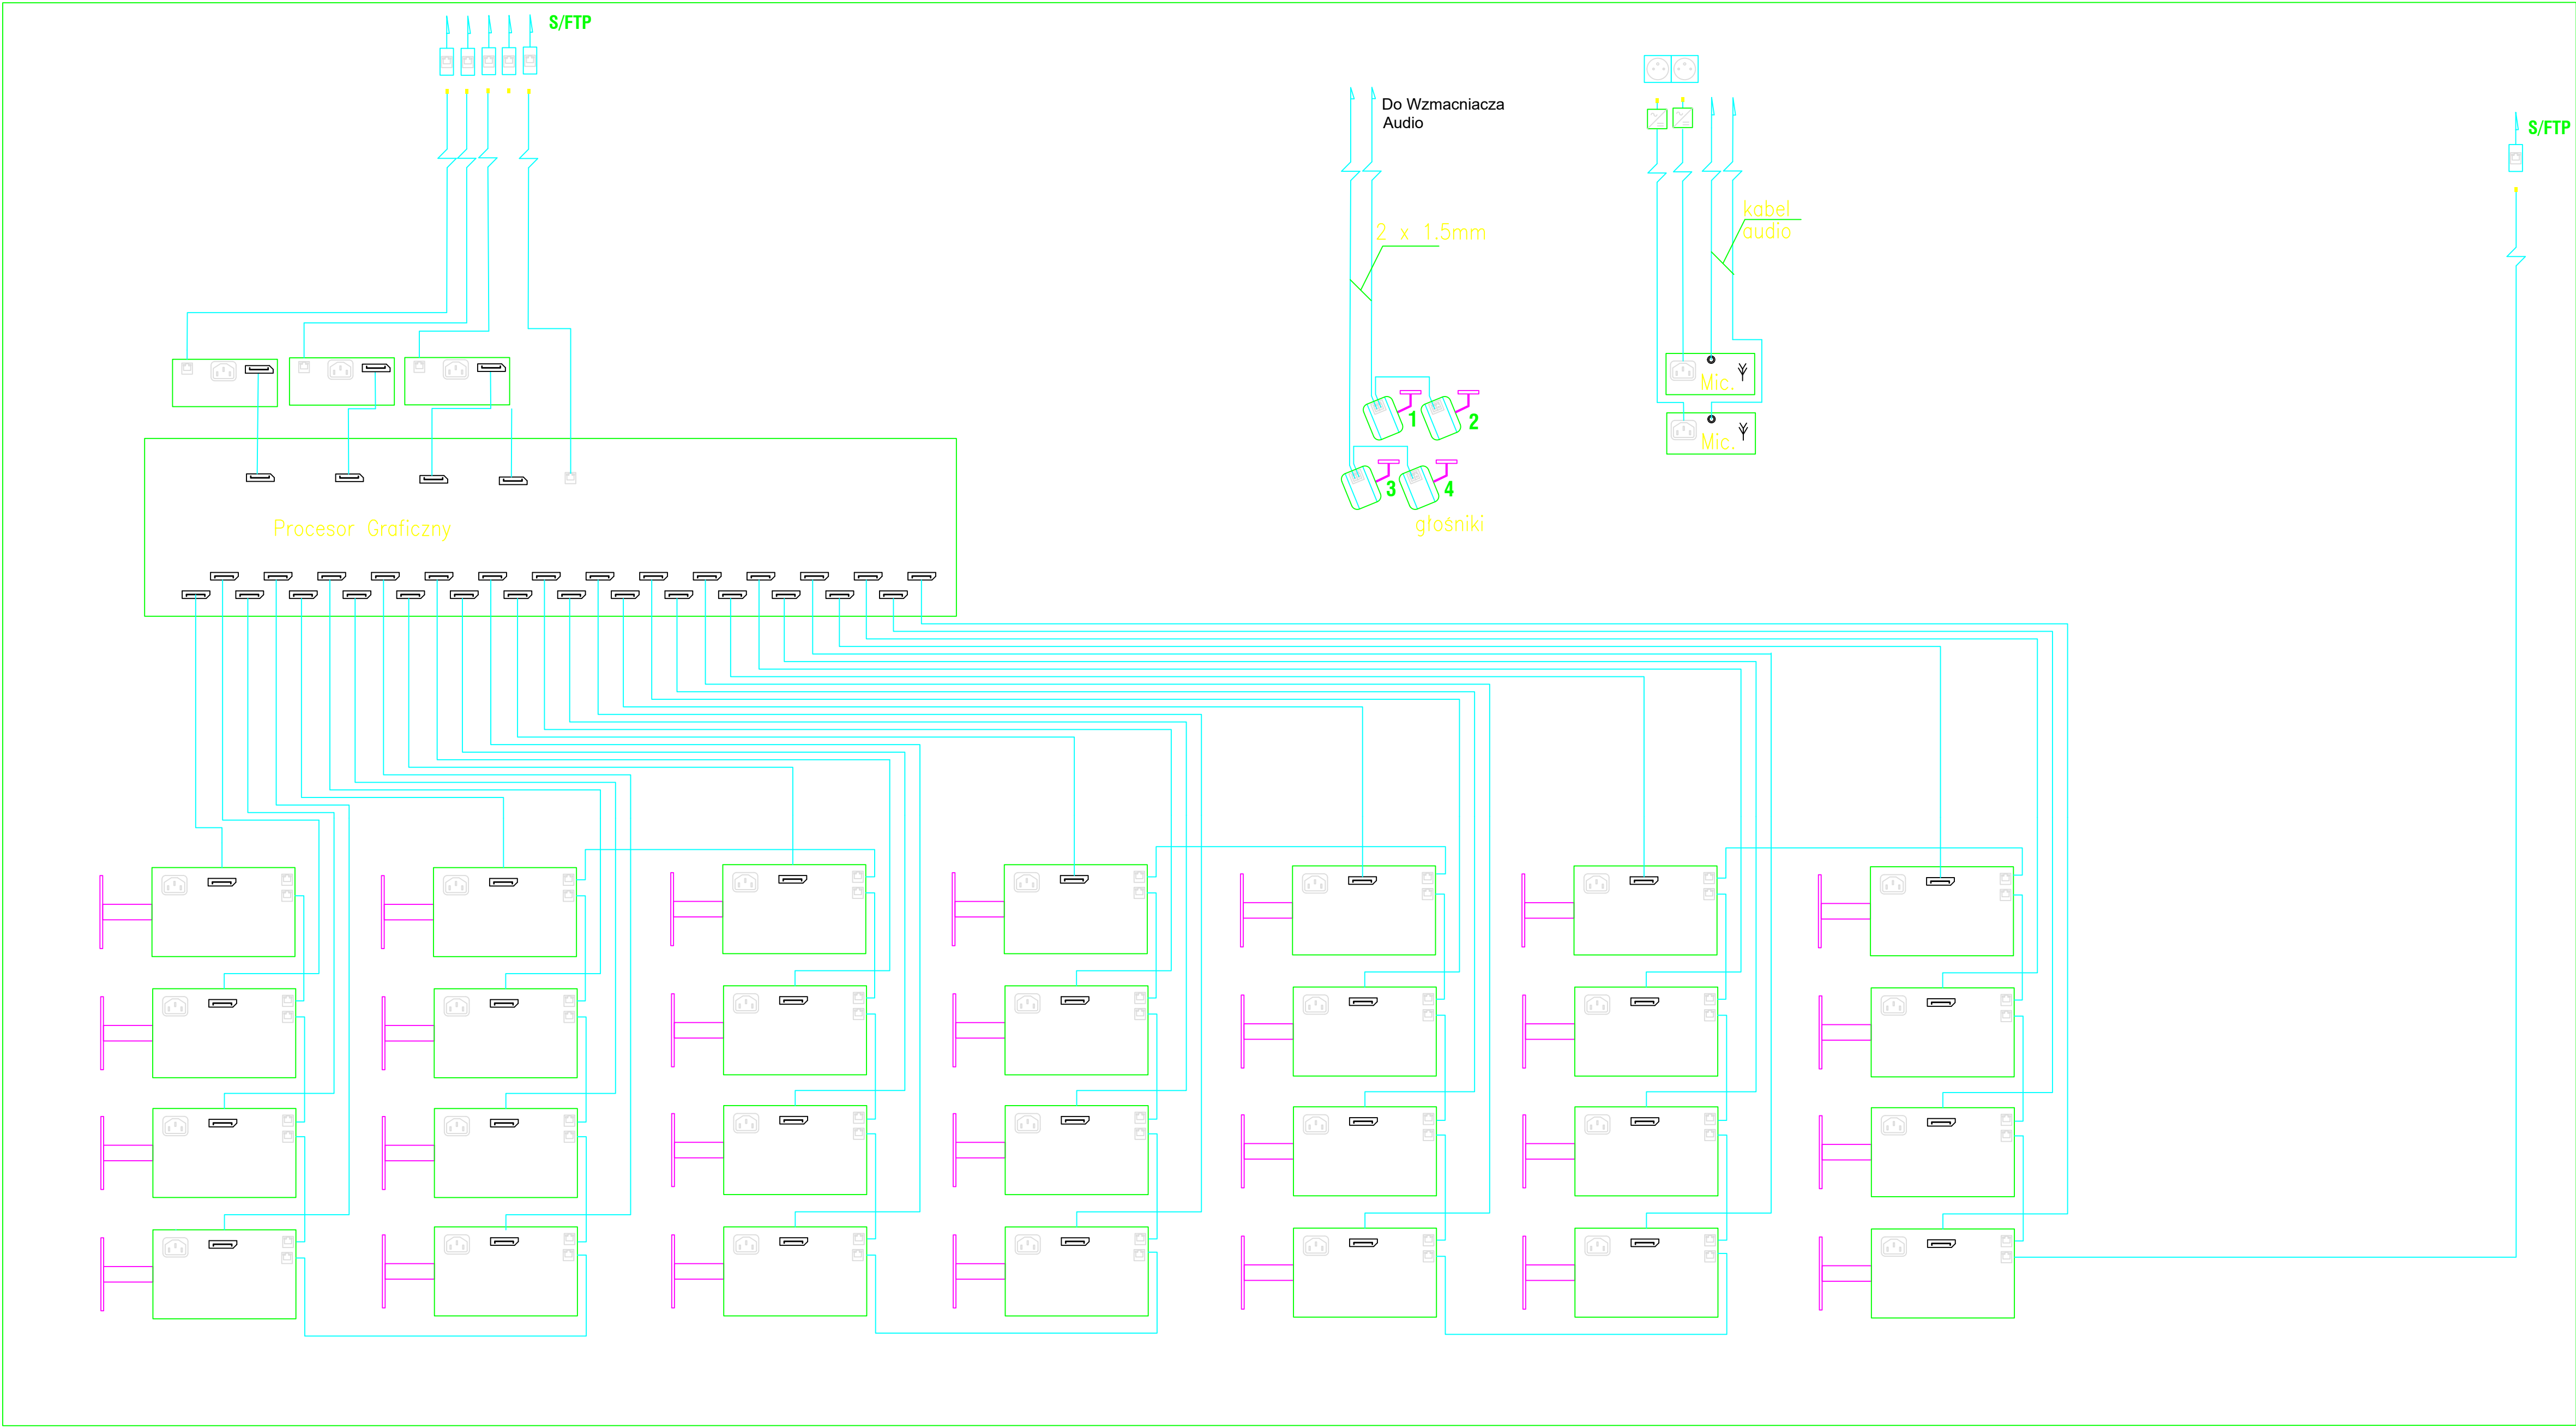 S/FTP
Do Wzmacniacza
Audio
S/FTP
kabel
audio
2 x 1.5mm
Mic.
1
2
Mic.
3
4
głośniki
Procesor Graficzny